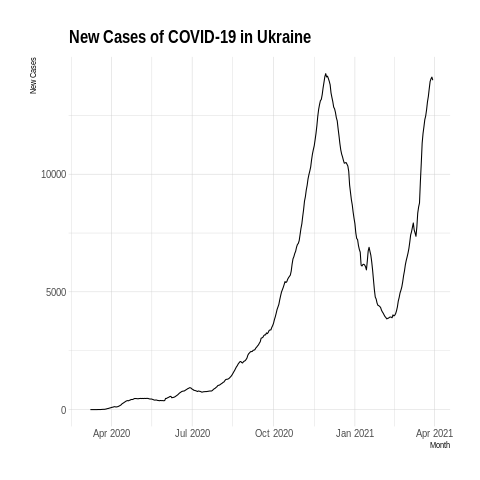 New Cases of COVID-19 in Ukraine
New Cases
10000
5000
0
Apr 2020 Jul 2020 Oct 2020 Jan 2021 Apr 2021
Month